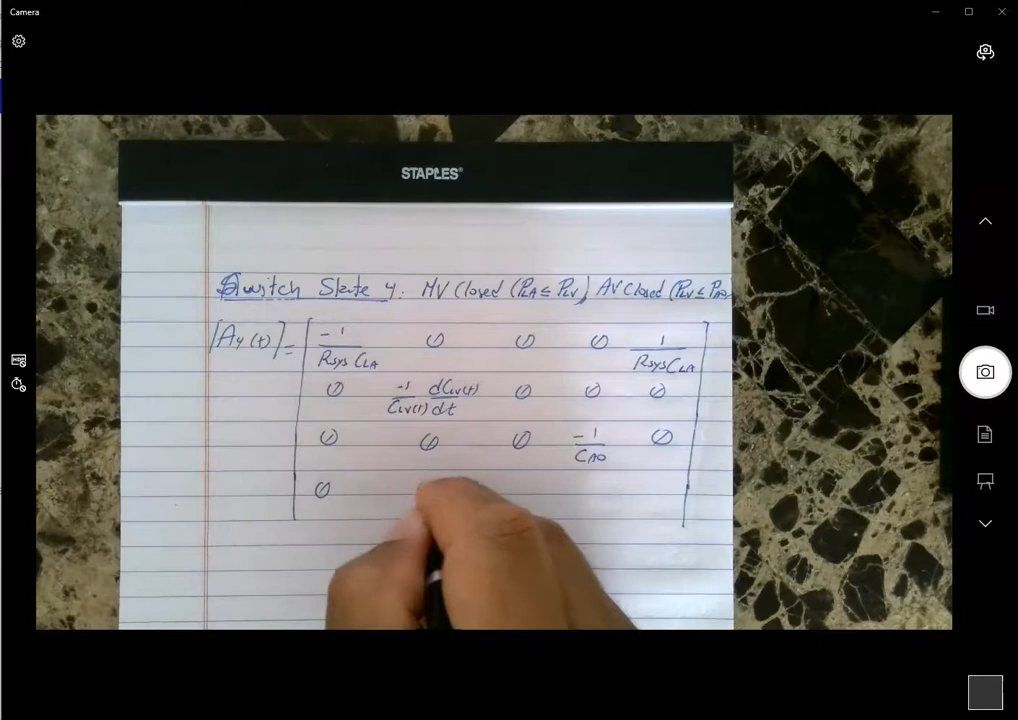 Camera
STAPLES®
Switch State 4: MV Closed (PLA ≤ PLV) AV Closed (PLV ≤ PAO
[A4(t)] = -1/RSYS CLA 0 0 0 1/RSYS CLA
0 -1/CLV(t) dCLV(t)/dt 0 0 0
0 0 0 -1/CAO 0
0